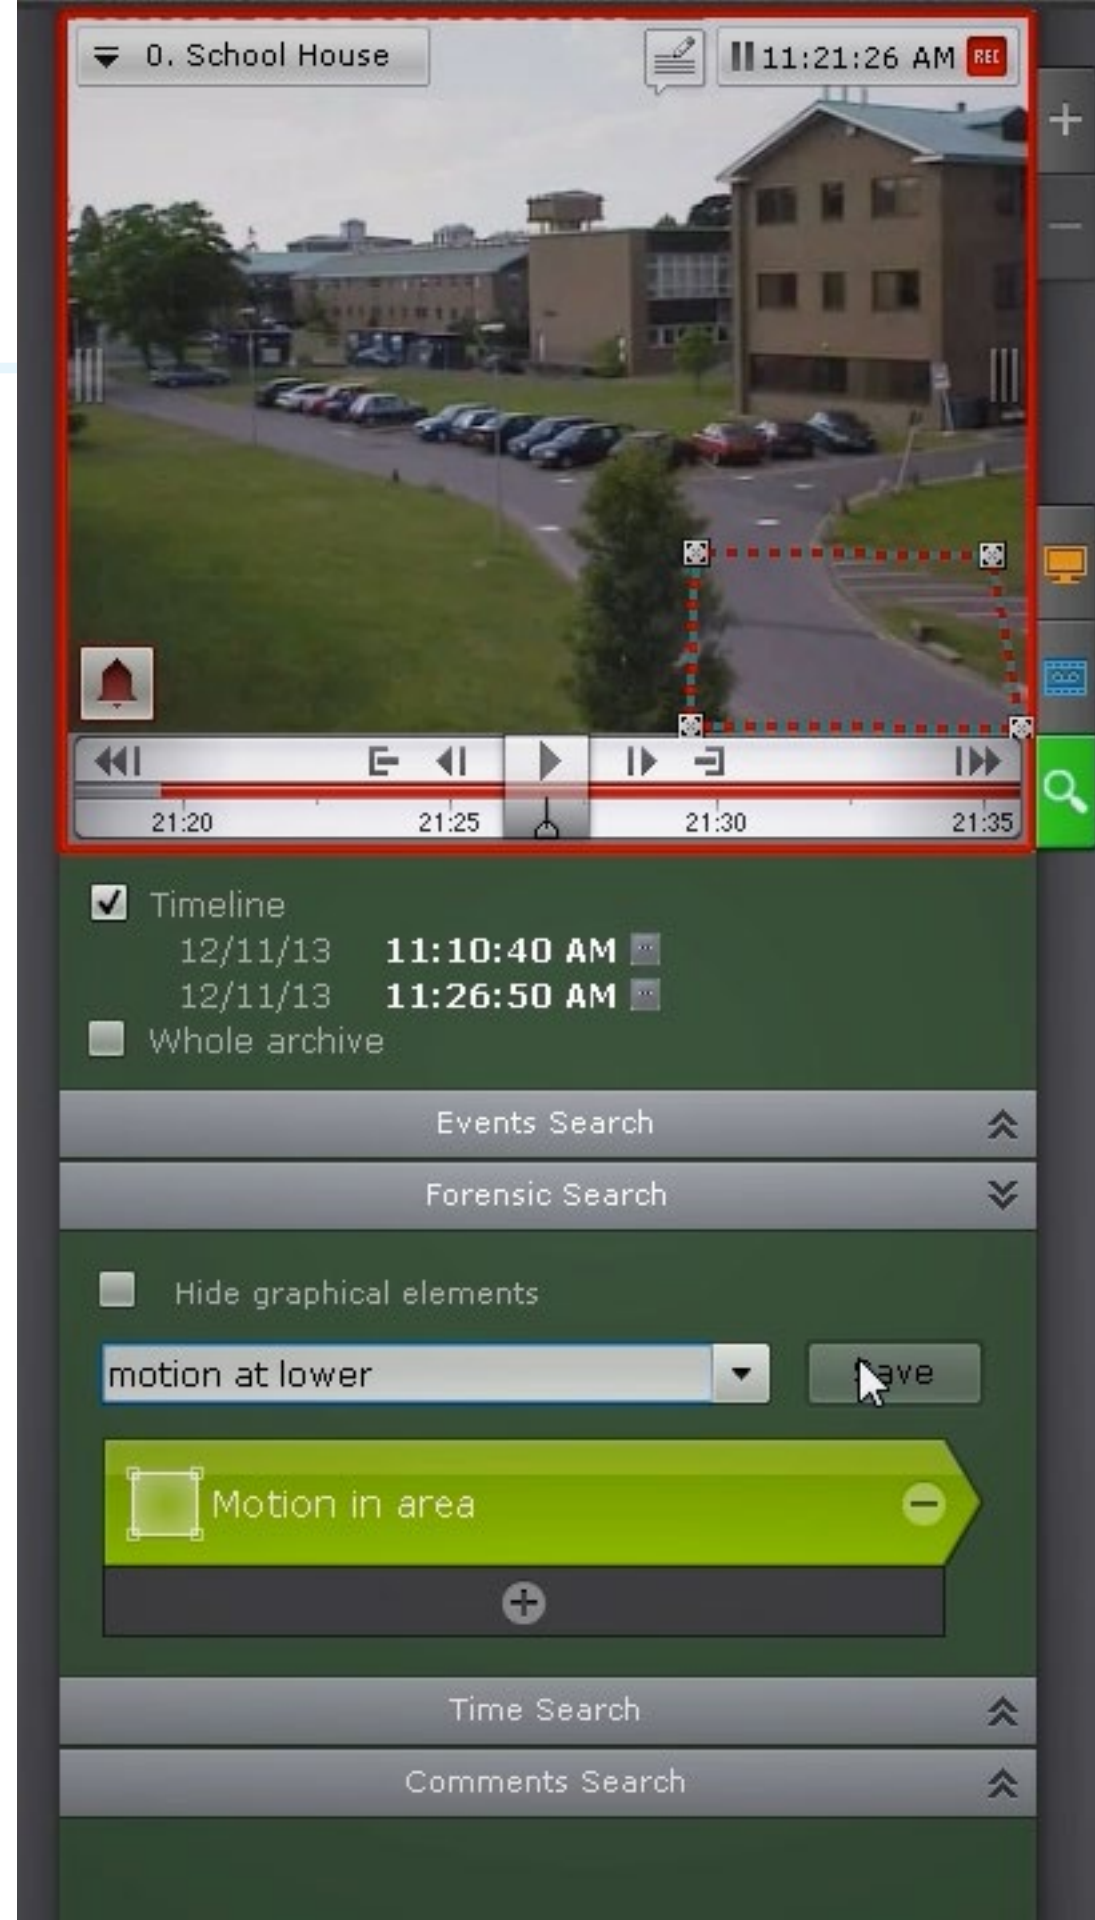 0. School House
11:21:26 AM REC
21:20 21:25 21:30 21:35
Timeline
12/11/13 11:10:40 AM
12/11/13 11:26:50 AM
Whole archive
Events Search
Forensic Search
Hide graphical elements
motion at lower
Motion in area
Time Search
Comments Search